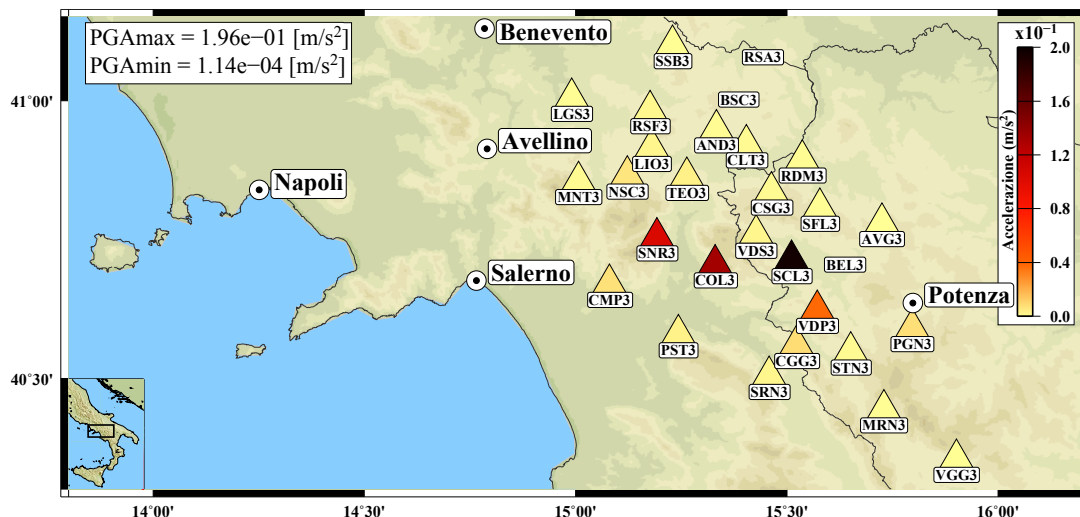 PGAmax = 1.96e−01 [m/s²]
PGAmin = 1.14e−04 [m/s²]
Benevento
Avellino
Napoli
Salerno
Potenza
SSB3
RSA3
LGS3
RSF3
BSC3
AND3
CLT3
LIO3
RDM3
MNT3
NSC3
TEO3
CSG3
SFL3
AVG3
SNR3
VDS3
COL3
SCL3
BEL3
CMP3
VDP3
PST3
CGG3
STN3
PGN3
SRN3
MRN3
VGG3
x10⁻¹
2.0
1.6
1.2
0.8
0.4
0.0
Accelerazione (m/s²)
41˚00'
40˚30'
14˚00'
14˚30'
15˚00'
15˚30'
16˚00'